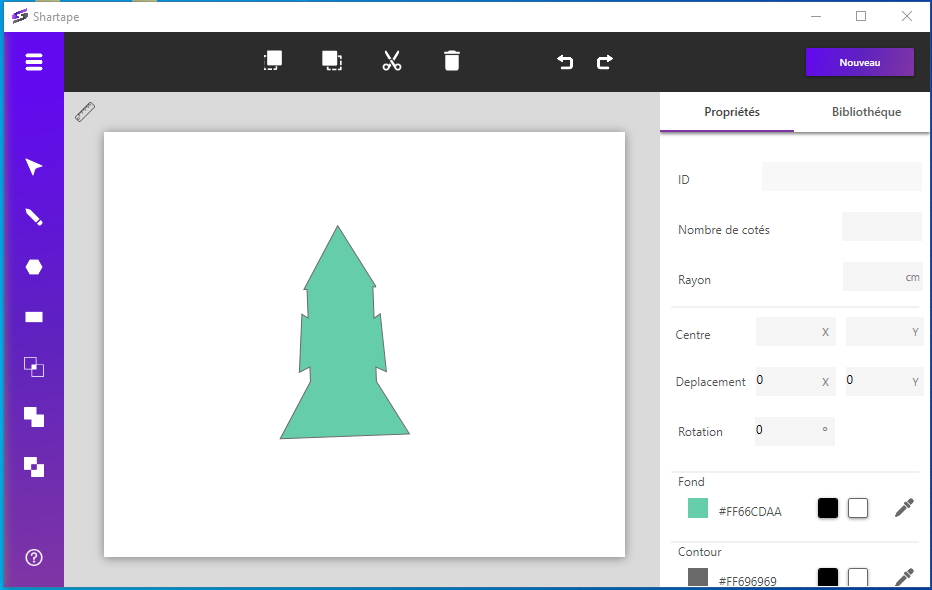 Shartape
Nouveau
Propriétés
Bibliothéque
ID
Nombre de cotés
Rayon
cm
Centre
X
Y
Deplacement
0
X
0
Y
Rotation
0
°
Fond
#FF66CDAA
Contour
#FF696969